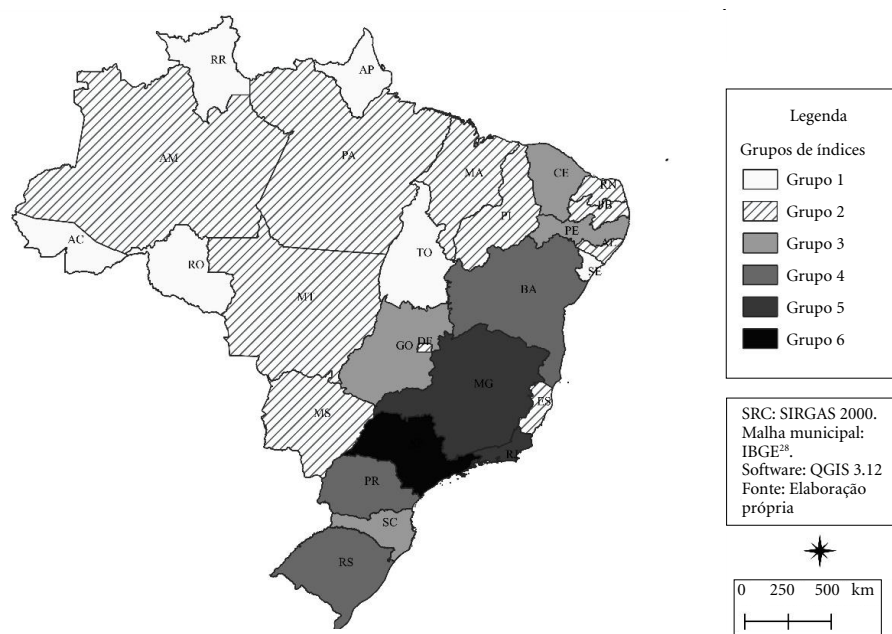 RR
AP
AM
PA
MA
CE
RN
PB
PI
PE
AL
AC
TO
SE
RO
BA
MT
GO
DF
MG
MS
ES
RJ
PR
SC
RS
Legenda
Grupos de índices
Grupo 1
Grupo 2
Grupo 3
Grupo 4
Grupo 5
Grupo 6
SRC: SIRGAS 2000.
Malha municipal:
IBGE²⁸.
Software: QGIS 3.12
Fonte: Elaboração
própria
0 250 500 km